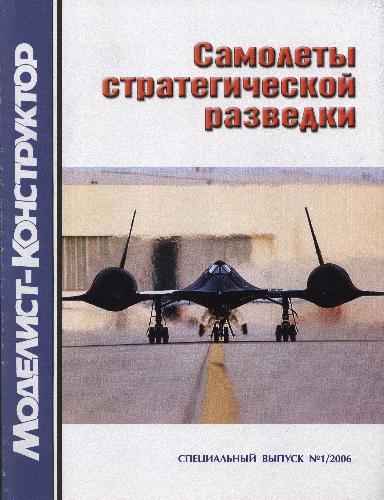 Самолеты
стратегической
разведки
Моделист-Конструктор
СПЕЦИАЛЬНЫЙ ВЫПУСК №1/2006